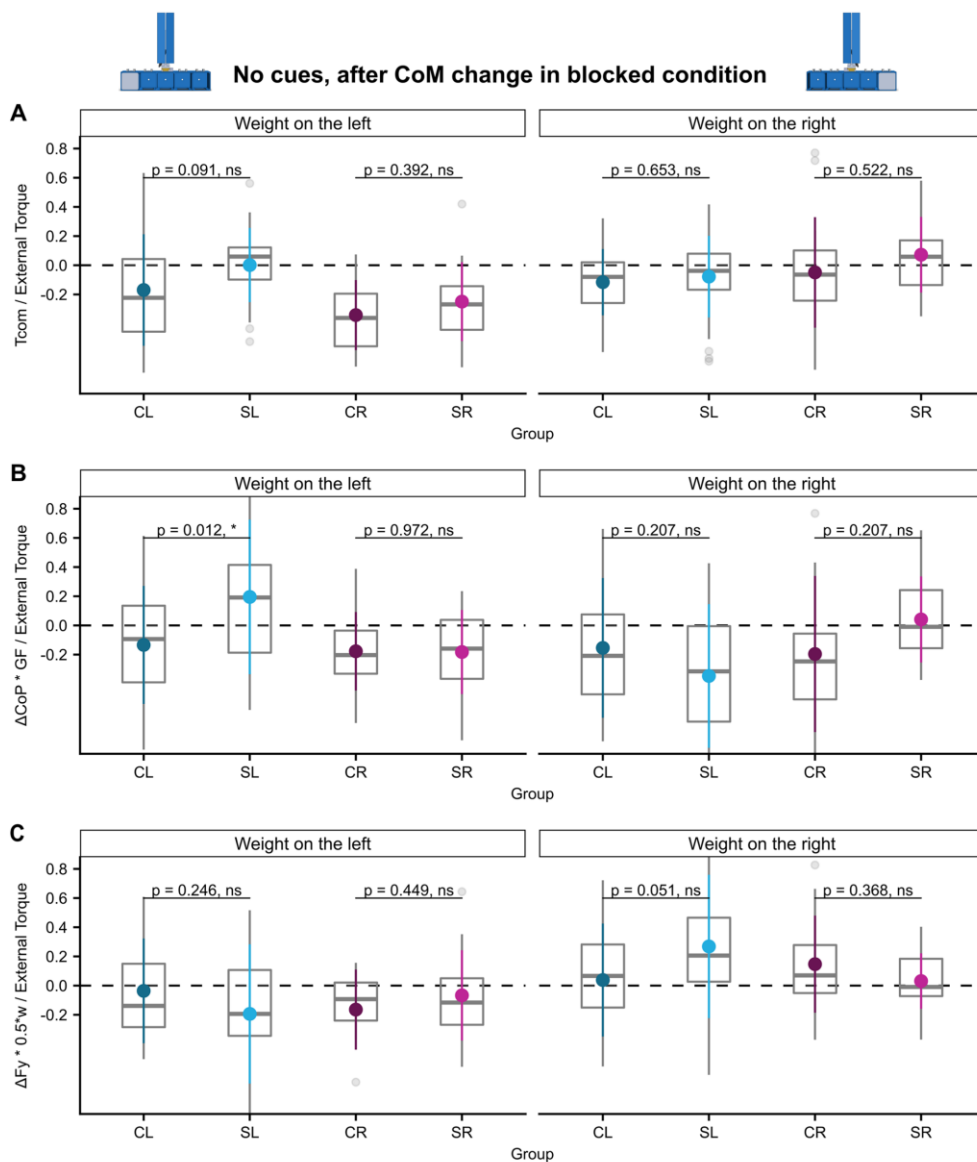 No cues, after CoM change in blocked condition
A
Weight on the left
Weight on the right
Tcom / External Torque
0.8
0.6
0.4
0.2
0.0
-0.2
p = 0.091, ns
p = 0.392, ns
p = 0.653, ns
p = 0.522, ns
CL
SL
CR
SR
CL
SL
CR
SR
Group
Group
B
Weight on the left
Weight on the right
ΔCoP * GF / External Torque
0.8
0.6
0.4
0.2
0.0
-0.2
p = 0.012, *
p = 0.972, ns
p = 0.207, ns
p = 0.207, ns
CL
SL
CR
SR
CL
SL
CR
SR
Group
Group
C
Weight on the left
Weight on the right
ΔFy * 0.5*w / External Torque
0.8
0.6
0.4
0.2
0.0
-0.2
p = 0.246, ns
p = 0.449, ns
p = 0.051, ns
p = 0.368, ns
CL
SL
CR
SR
CL
SL
CR
SR
Group
Group